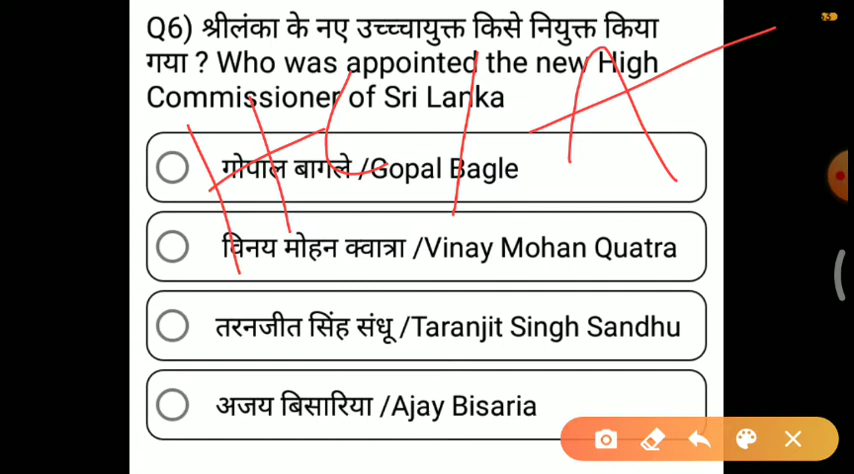 Q6) श्रीलंका के नए उच्च्चायुक्त किसे नियुक्त किया
गया ? Who was appointed the new High
Commissioner of Sri Lanka
गोपाल बागले /Gopal Bagle
विनय मोहन क्वात्रा /Vinay Mohan Quatra
तरनजीत सिंह संधू /Taranjit Singh Sandhu
अजय बिसारिया /Ajay Bisaria